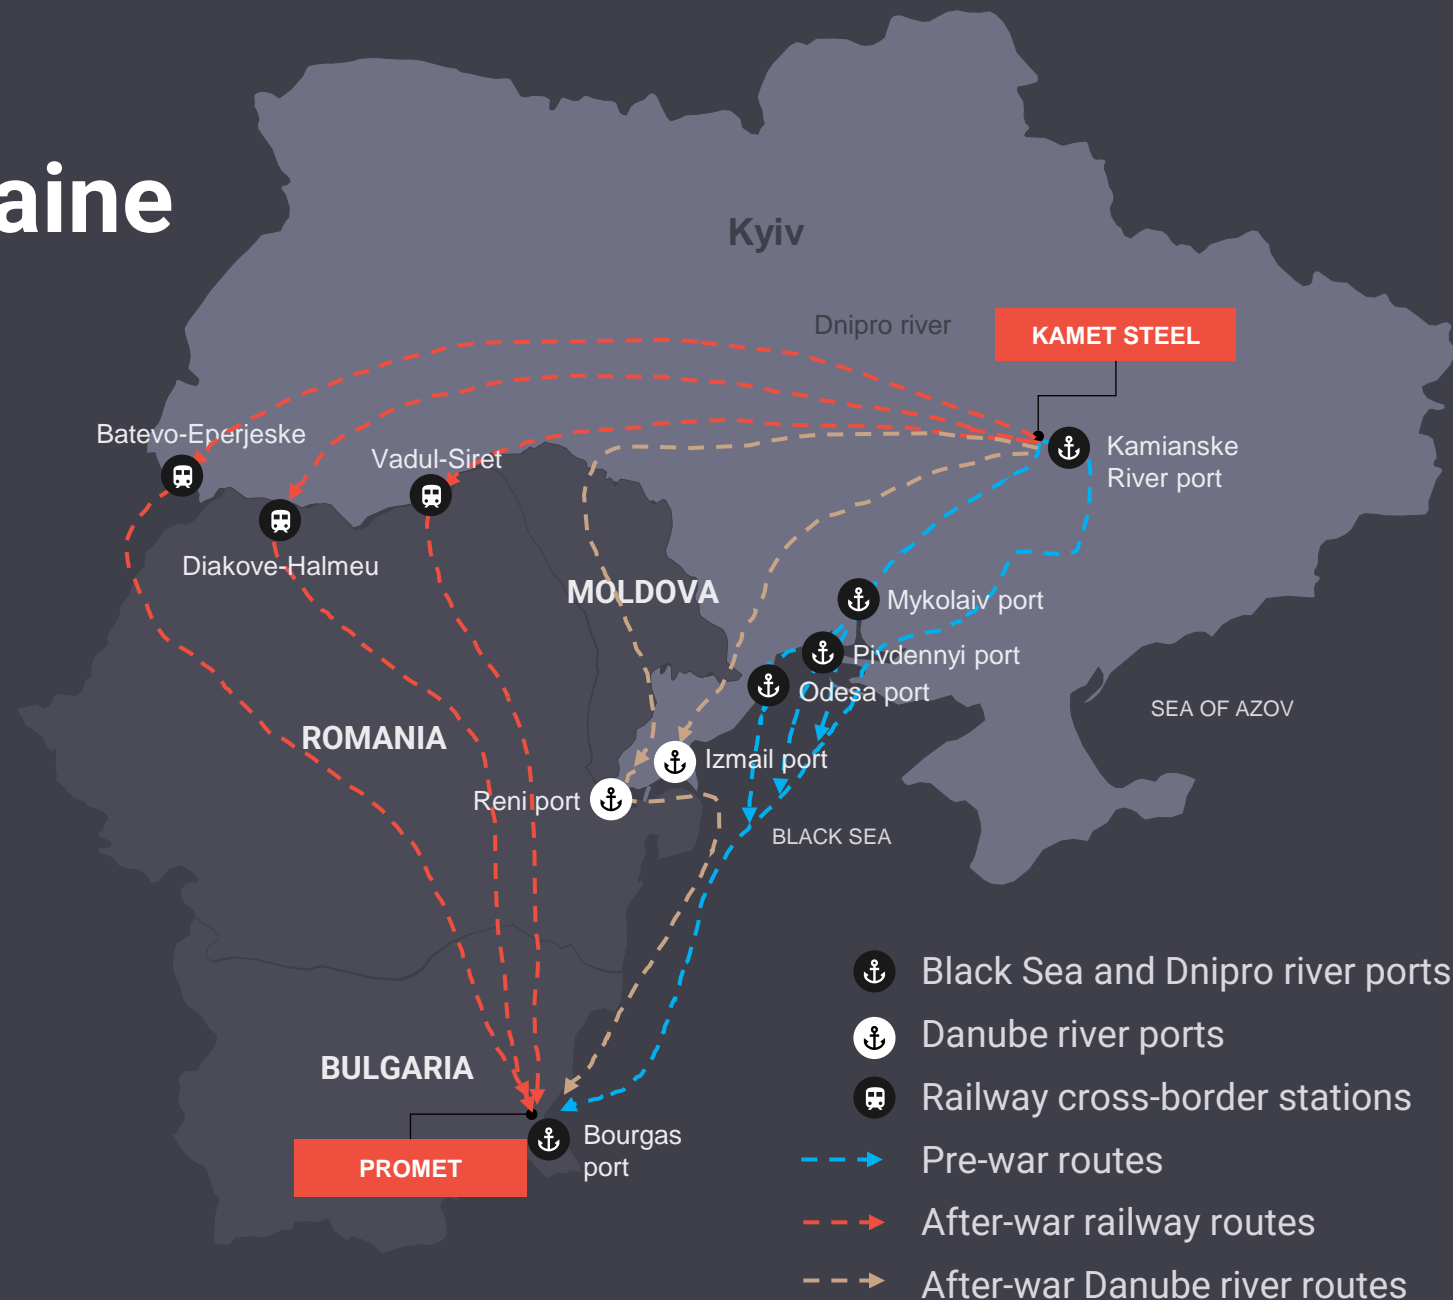 aine
Kyiv
Dnipro river
KAMET STEEL
Batevo-Eperjeske
Vadul-Siret
Kamianske
River port
Diakove-Halmeu
MOLDOVA
Mykolaiv port
Pivdennyi port
Odesa port
SEA OF AZOV
ROMANIA
Izmail port
Reni port
BLACK SEA
Black Sea and Dnipro river ports
Danube river ports
BULGARIA
Railway cross-border stations
Bourgas
port
PROMET
Pre-war routes
After-war railway routes
After-war Danube river routes